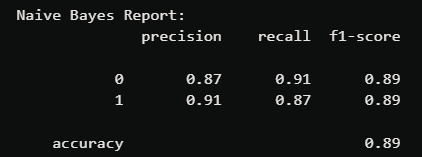 Naive Bayes Report:
precision recall f1-score
0 0.87 0.91 0.89
1 0.91 0.87 0.89
accuracy 0.89